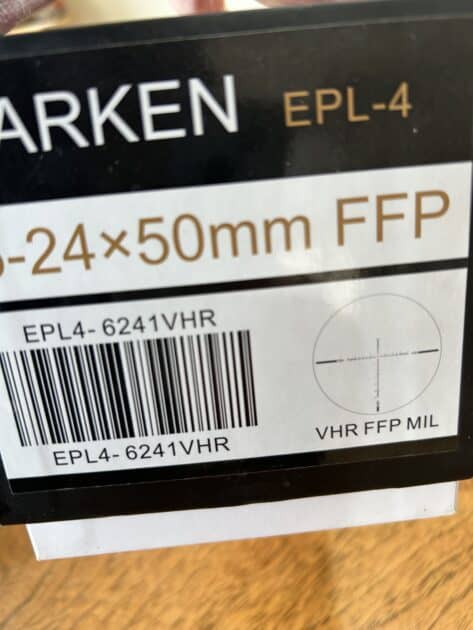 ARKEN EPL-4
-24×50mm FFP
EPL4- 6241VHR
EPL4- 6241VHR
VHR FFP MIL